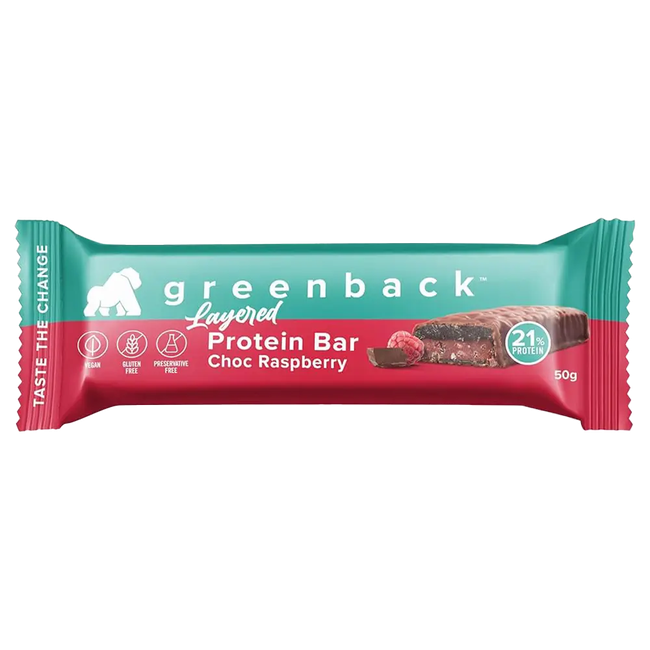 TASTE THE CHANGE
greenback™
Layered
Protein Bar
Choc Raspberry
VEGAN
GLUTEN
FREE
PRESERVATIVE
FREE
21%
PROTEIN
50g